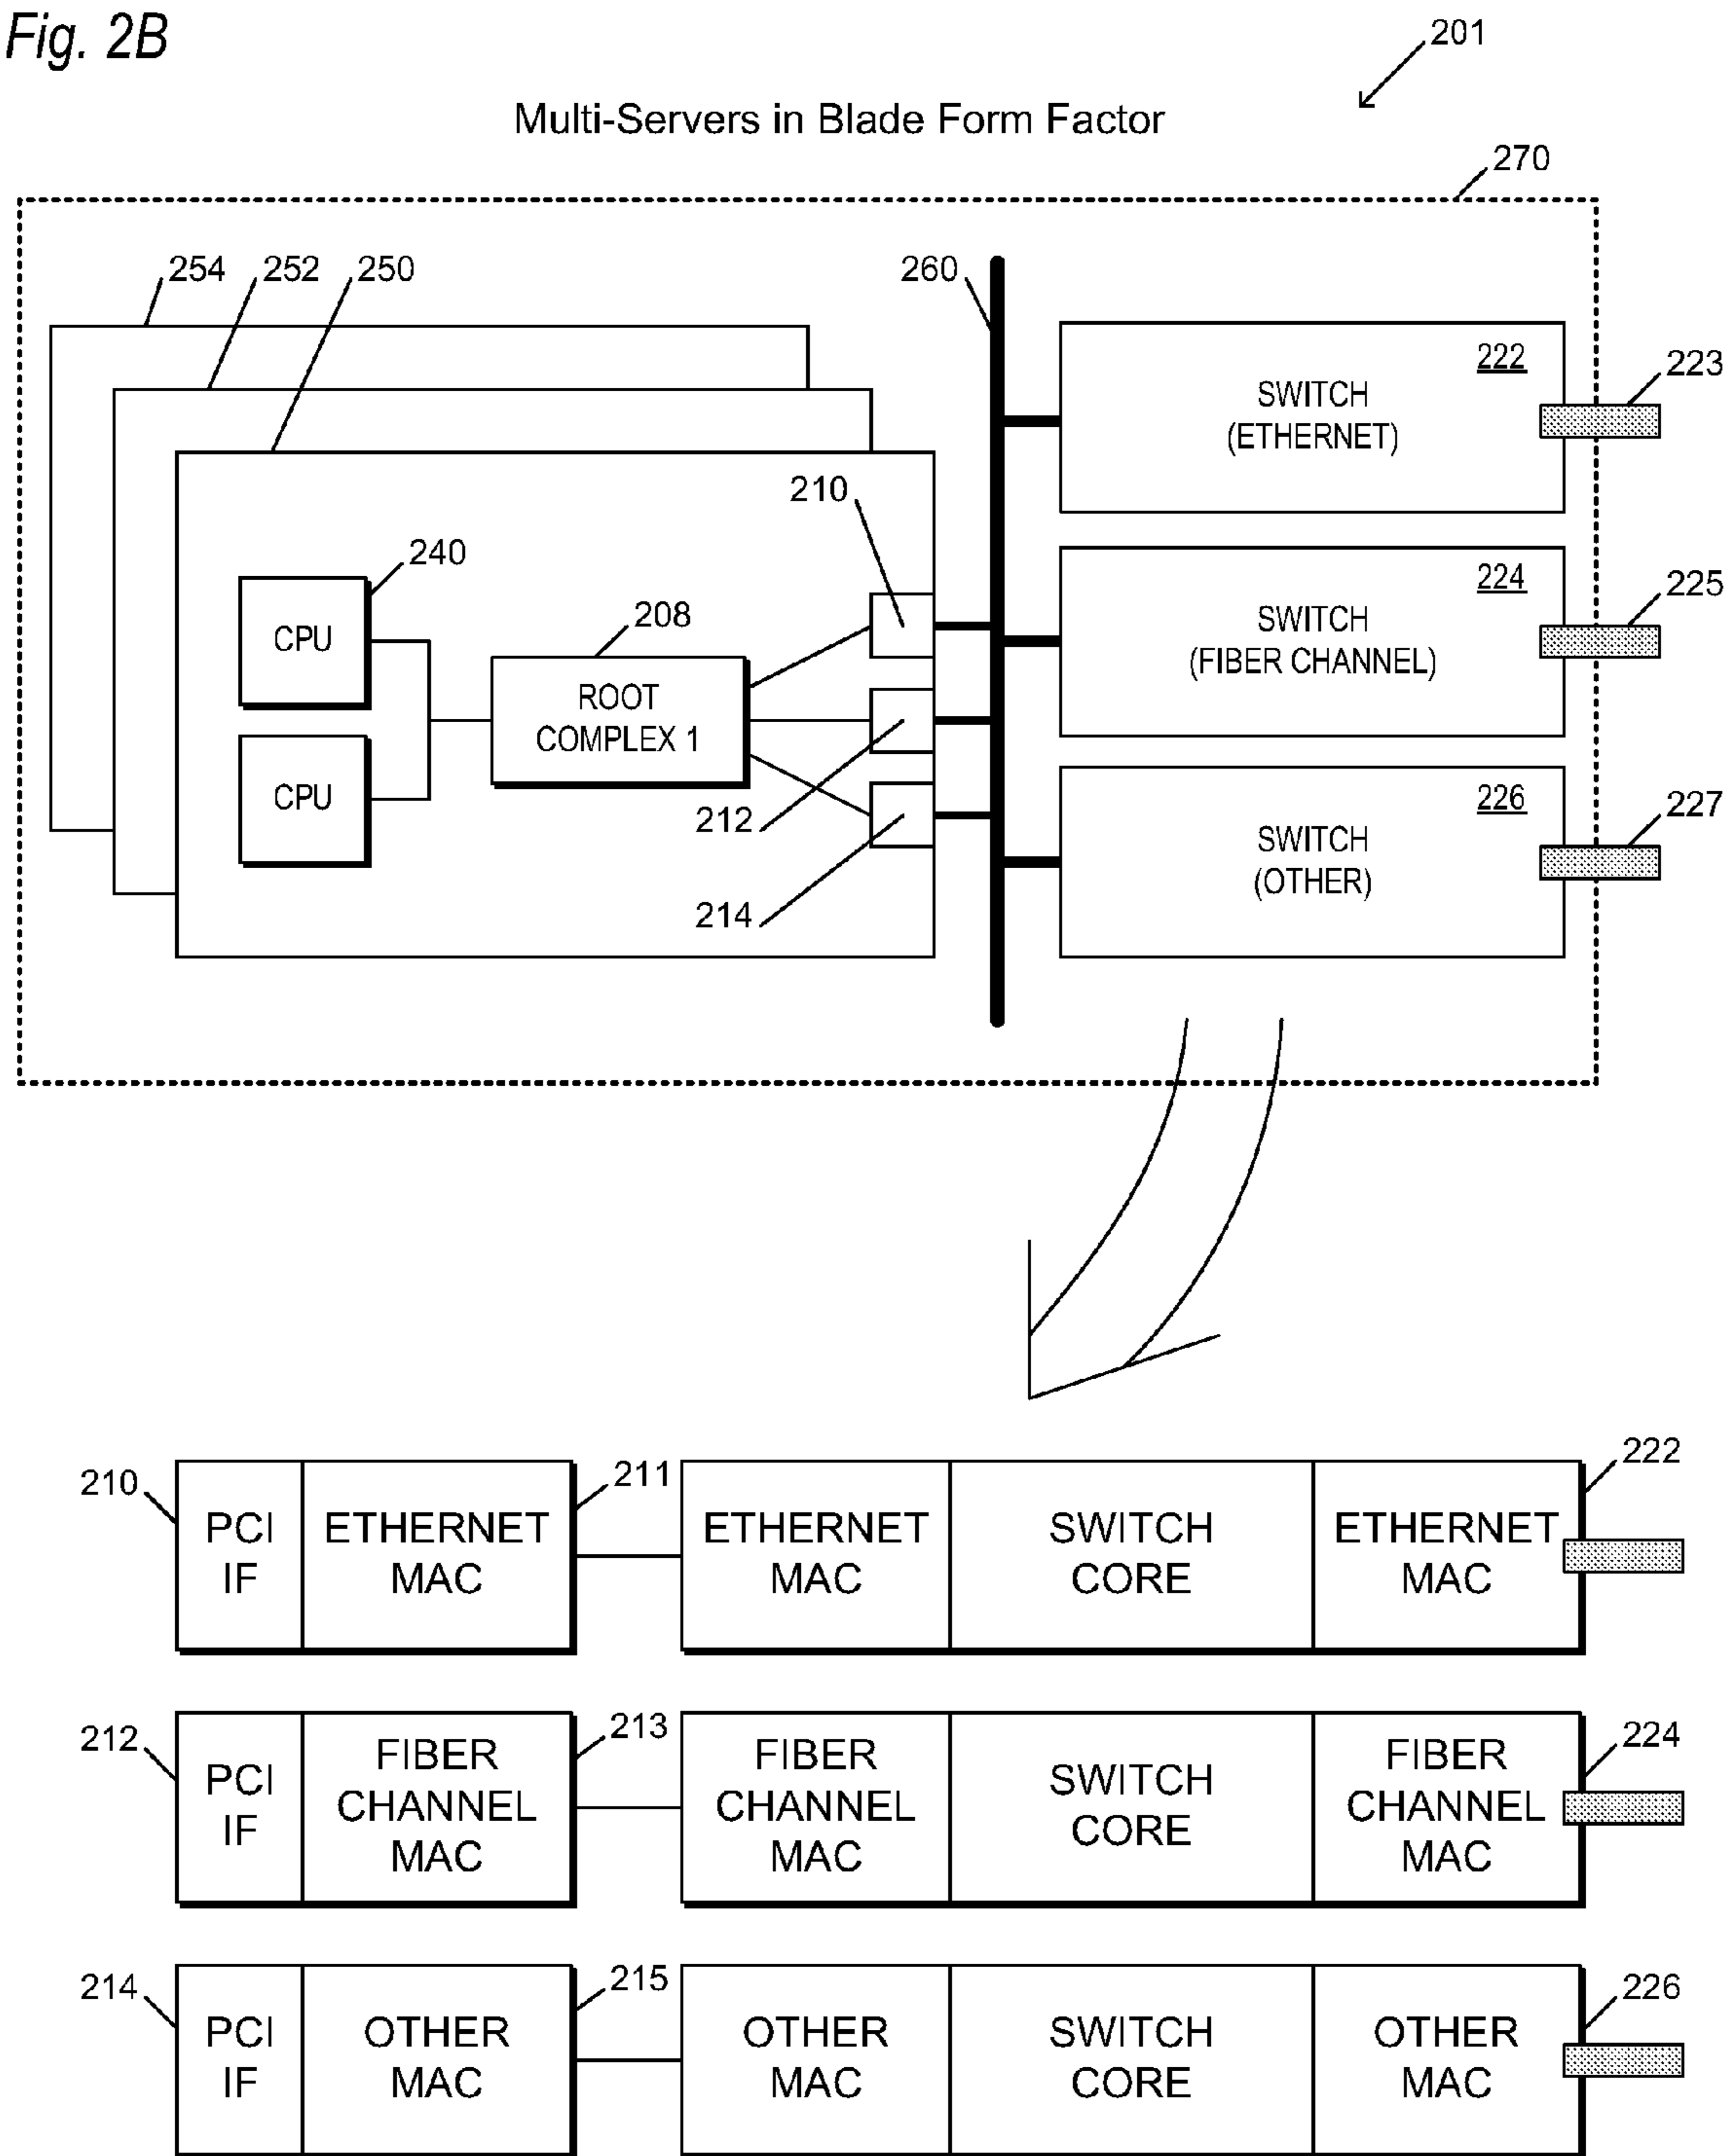 Fig. 2B
201
Multi-Servers in Blade Form Factor
270
254
252
250
260
222
SWITCH
(ETHERNET)
223
210
240
CPU
208
ROOT
COMPLEX 1
224
SWITCH
(FIBER CHANNEL)
225
CPU
212
214
226
SWITCH
(OTHER)
227
210
PCI
IF
ETHERNET
MAC
211
ETHERNET
MAC
SWITCH
CORE
ETHERNET
MAC
222
212
PCI
IF
FIBER
CHANNEL
MAC
213
FIBER
CHANNEL
MAC
SWITCH
CORE
FIBER
CHANNEL
MAC
224
214
PCI
IF
OTHER
MAC
215
OTHER
MAC
SWITCH
CORE
OTHER
MAC
226